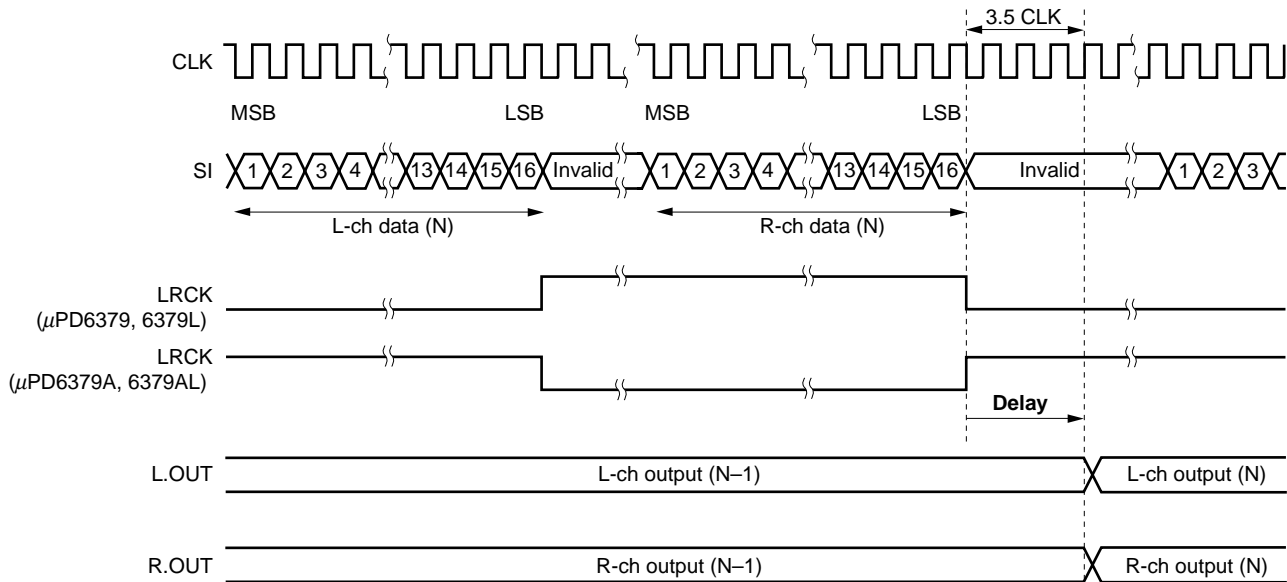 3.5 CLK
CLK
MSB LSB MSB LSB
SI 1 2 3 4 13 14 15 16 Invalid 1 2 3 4 13 14 15 16 Invalid 1 2 3
L-ch data (N) R-ch data (N)
LRCK
(μPD6379, 6379L)
LRCK
(μPD6379A, 6379AL)
Delay
L.OUT L-ch output (N–1) L-ch output (N)
R.OUT R-ch output (N–1) R-ch output (N)